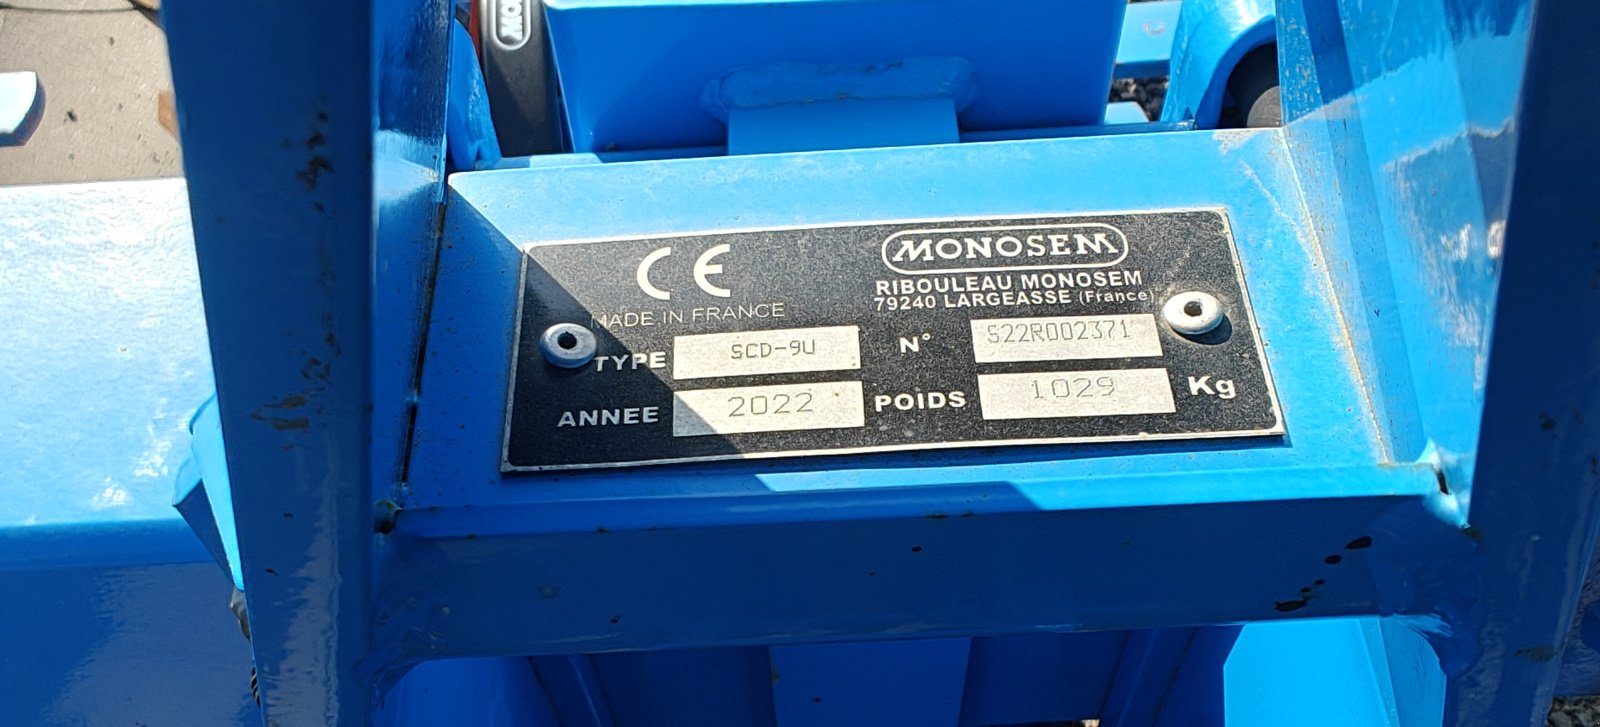 CE
MONOSEM
RIBOULEAU MONOSEM
79240 LARGEASSE (France)
MADE IN FRANCE
TYPE SCD-9U N° S22R002371
ANNEE 2022 POIDS 1029 Kg